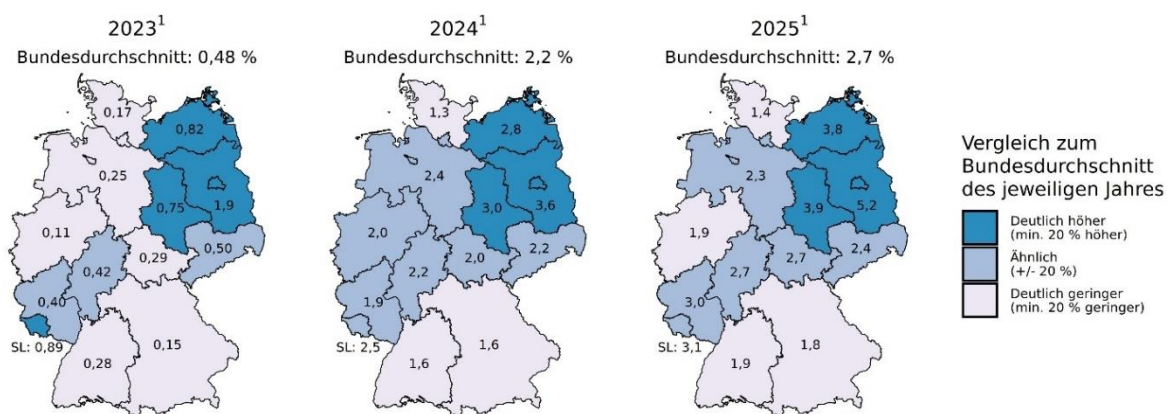 2023¹
Bundesdurchschnitt: 0,48 %
0,17
0,82
0,25
0,75
1,9
0,11
0,50
0,29
0,42
0,40
SL: 0,89
0,28
0,15
2024¹
Bundesdurchschnitt: 2,2 %
1,3
2,8
2,4
3,0
3,6
2,0
2,2
2,0
2,2
1,9
SL: 2,5
1,6
1,6
2025¹
Bundesdurchschnitt: 2,7 %
1,4
3,8
2,3
3,9
5,2
1,9
2,4
2,7
2,7
3,0
SL: 3,1
1,9
1,8
Vergleich zum
Bundesdurchschnitt
des jeweiligen Jahres
Deutlich höher
(min. 20 % höher)
Ähnlich
(+/- 20 %)
Deutlich geringer
(min. 20 % geringer)